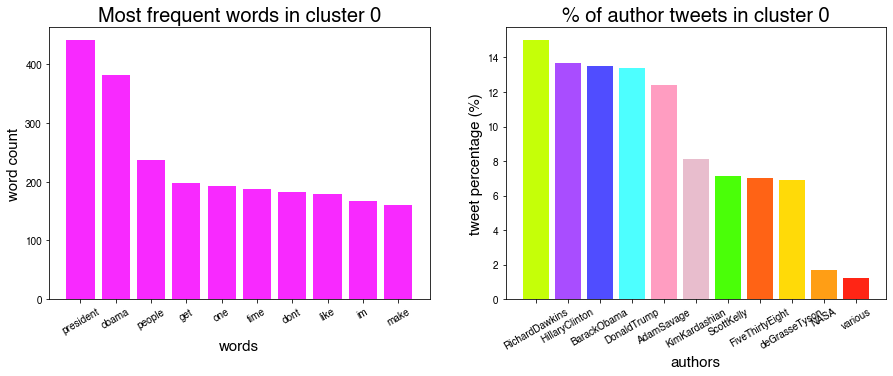 Most frequent words in cluster 0
word count
400
300
200
100
0
president obama people get one time dont like im make
words
% of author tweets in cluster 0
tweet percentage (%)
14
12
10
8
6
4
2
0
RichardDawkins HillaryClinton BarackObama DonaldTrump AdamSavage KimKardashian ScottKelly FiveThirtyEight deGrasseTyson NASA various
authors